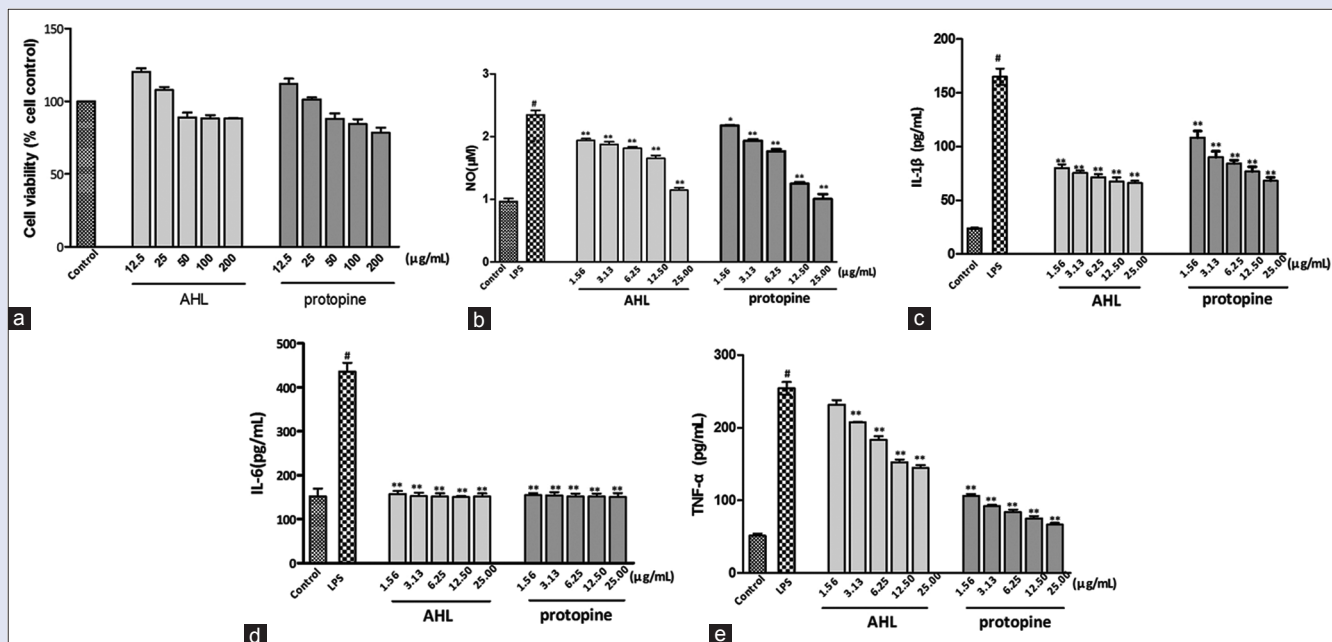 Cell viability (% cell control)
150
100
50
0
Control
12.5 25 50 100 200
12.5 25 50 100 200
(µg/mL)
AHL
protopine
a
NO(µM)
3
2
1
0
#
** ** ** ** **
* ** ** ** **
Control LPS
1.56 3.13 6.25 12.50 25.00
1.56 3.13 6.25 12.50 25.00
(µg/mL)
AHL
protopine
b
IL-1β (pg/mL)
200
150
100
50
0
#
** ** ** ** **
** ** ** ** **
Control LPS
1.56 3.13 6.25 12.50 25.00
1.56 3.13 6.25 12.50 25.00
(µg/mL)
AHL
protopine
c
IL-6(pg/mL)
500
400
300
200
100
0
#
** ** ** ** **
** ** ** ** **
Control LPS
1.56 3.13 6.25 12.50 25.00
1.56 3.13 6.25 12.50 25.00
(µg/mL)
AHL
protopine
d
TNF-α (pg/mL)
300
200
100
0
#
** ** ** **
** ** ** ** **
Control LPS
1.56 3.13 6.25 12.50 25.00
1.56 3.13 6.25 12.50 25.00
(µg/mL)
AHL
protopine
e